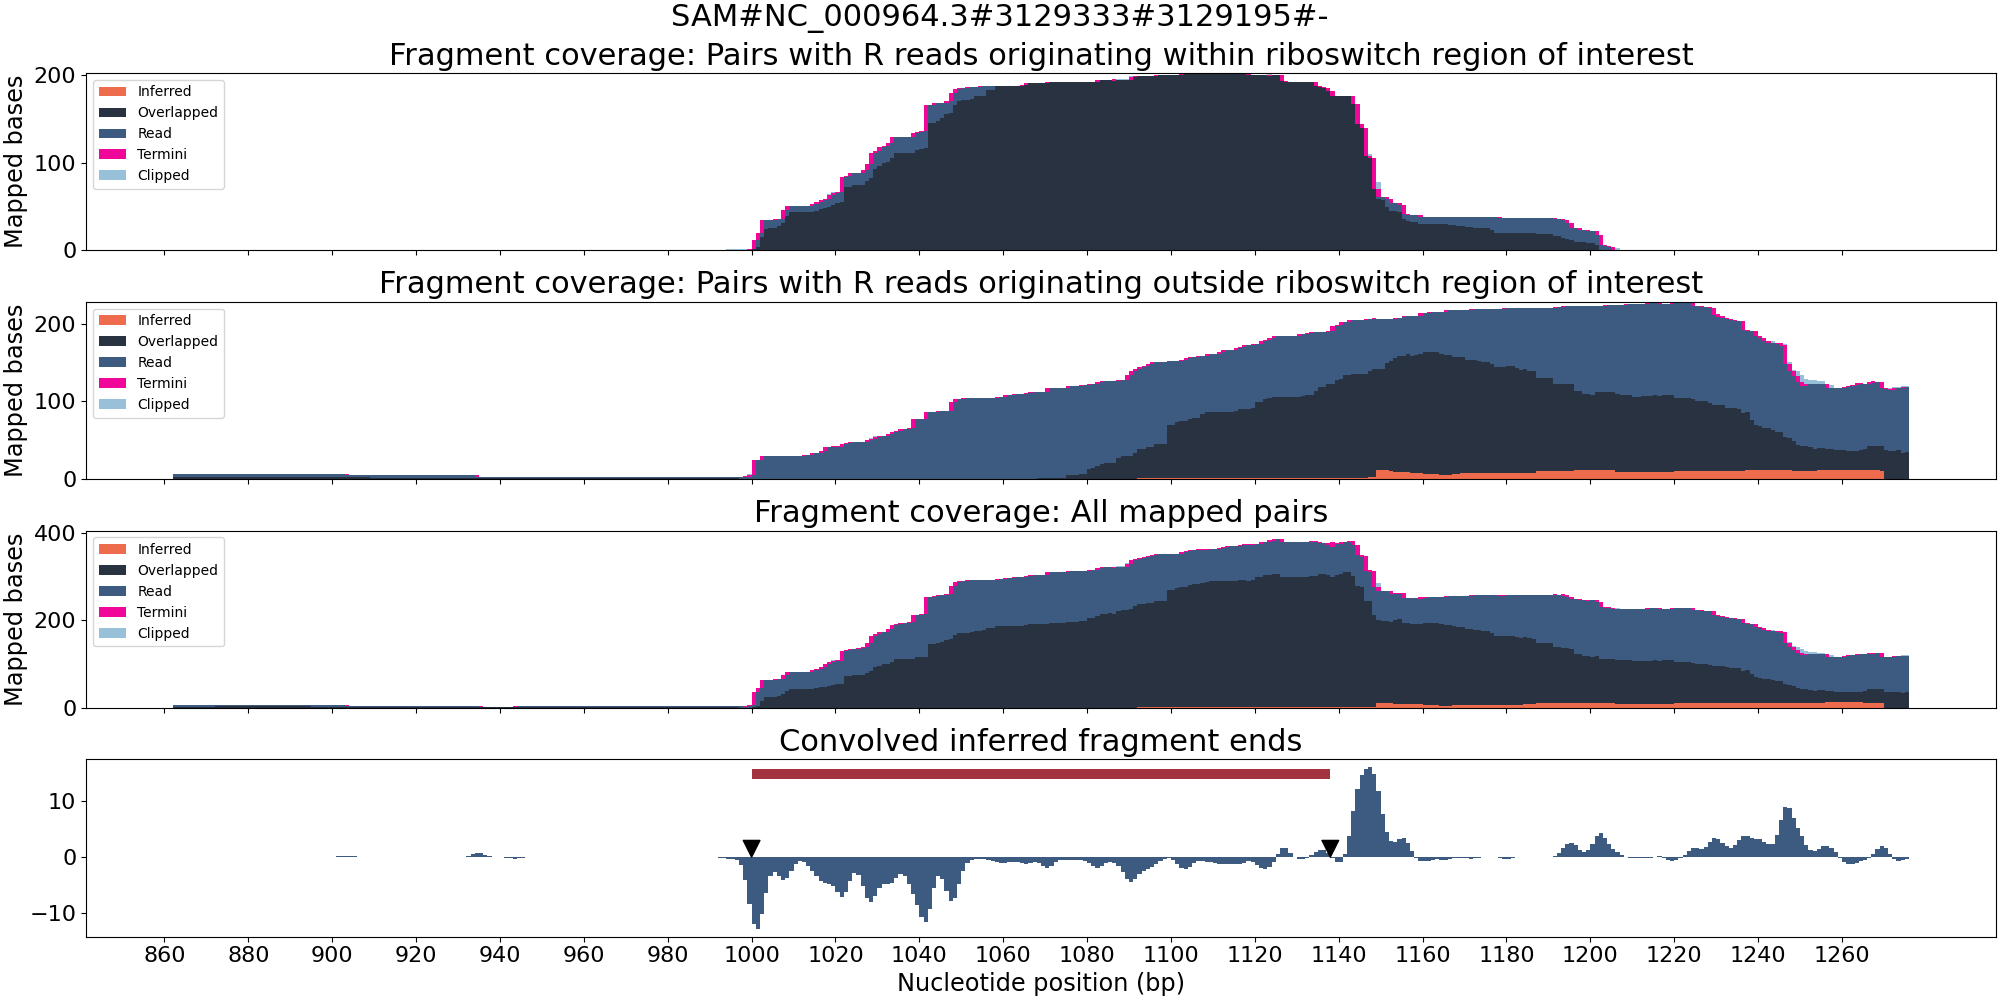 SAM#NC_000964.3#3129333#3129195#-
Fragment coverage: Pairs with R reads originating within riboswitch region of interest
Mapped bases
200
100
0
Inferred
Overlapped
Read
Termini
Clipped
Fragment coverage: Pairs with R reads originating outside riboswitch region of interest
Mapped bases
200
100
0
Inferred
Overlapped
Read
Termini
Clipped
Fragment coverage: All mapped pairs
Mapped bases
400
200
0
Inferred
Overlapped
Read
Termini
Clipped
Convolved inferred fragment ends
10
0
−10
860 880 900 920 940 960 980 1000 1020 1040 1060 1080 1100 1120 1140 1160 1180 1200 1220 1240 1260
Nucleotide position (bp)